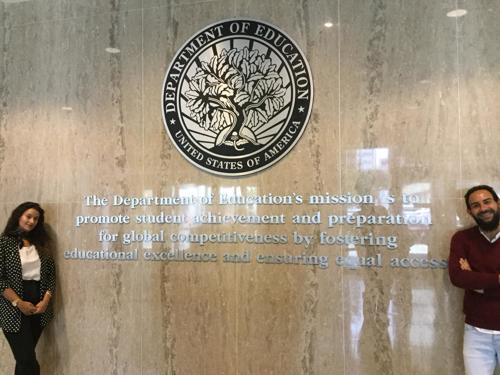 DEPARTMENT OF EDUCATION
UNITED STATES OF AMERICA
The Department of Education's mission is to
promote student achievement and preparation
for global competitiveness by fostering
educational excellence and ensuring equal access